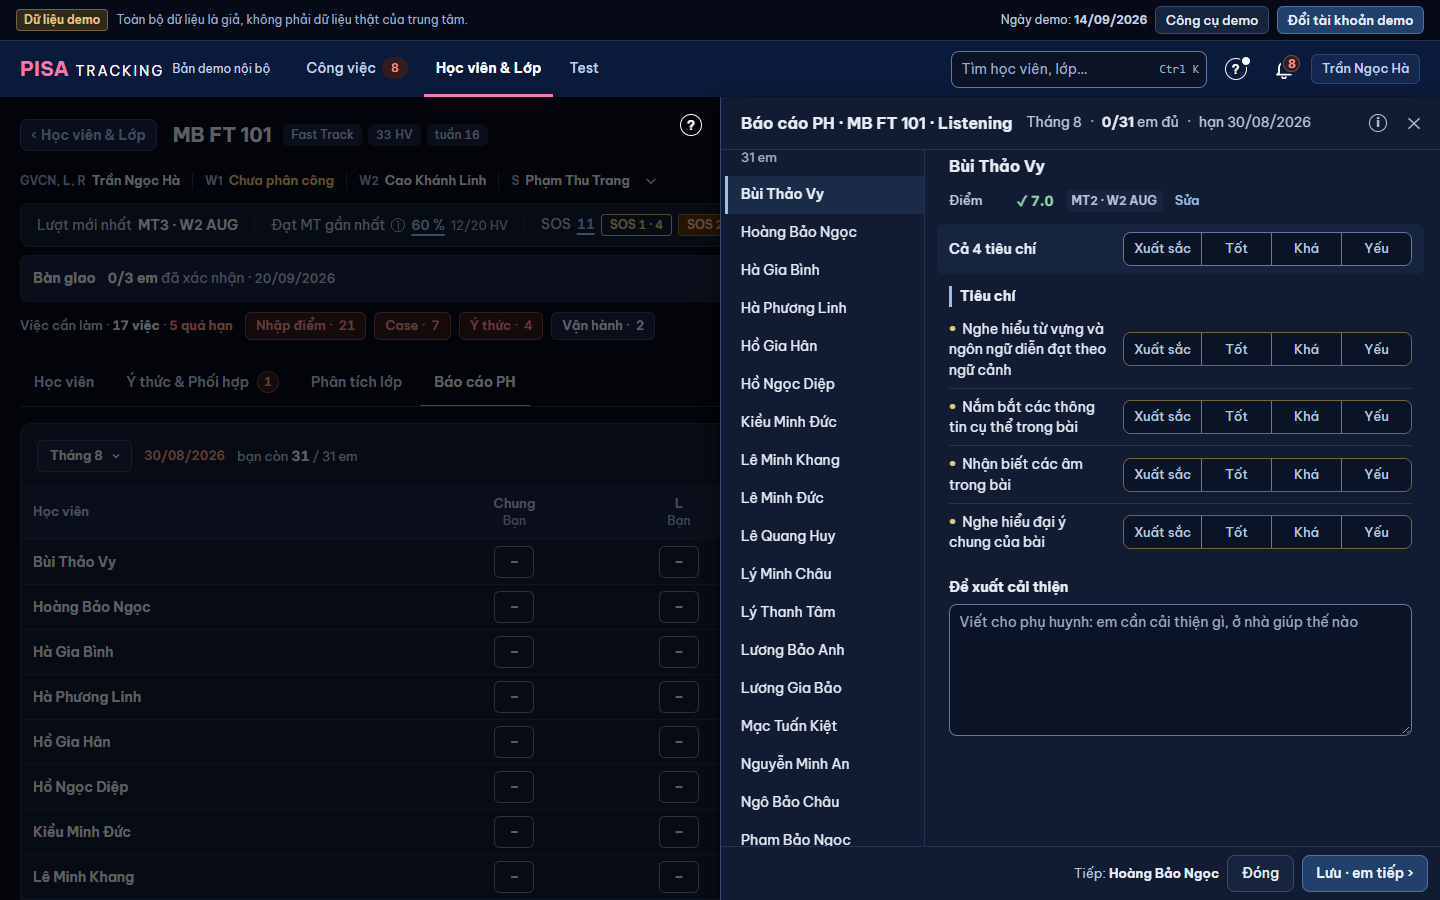 Dữ liệu demo Toàn bộ dữ liệu là giả, không phải dữ liệu thật của trung tâm.
Ngày demo: 14/09/2026 Công cụ demo Đổi tài khoản demo
PISA TRACKING Bản demo nội bộ Công việc 8 Học viên & Lớp Test
Tìm học viên, lớp... Ctrl K ? 8 Trần Ngọc Hà
‹ Học viên & Lớp MB FT 101 Fast Track 33 HV tuần 16 ?
GVCN, L, R Trần Ngọc Hà W1 Chưa phân công W2 Cao Khánh Linh S Phạm Thu Trang
Lượt mới nhất MT3 · W2 AUG Đạt MT gần nhất 60 % 12/20 HV SOS 11 SOS 1 · 4 SOS 2
Bàn giao 0/3 em đã xác nhận · 20/09/2026
Việc cần làm · 17 việc · 5 quá hạn Nhập điểm · 21 Case · 7 Ý thức · 4 Vận hành · 2
Học viên Ý thức & Phối hợp 1 Phân tích lớp Báo cáo PH
Tháng 8 30/08/2026 bạn còn 31 / 31 em
Học viên Chung L
Bạn Bạn
Bùi Thảo Vy – –
Hoàng Bảo Ngọc – –
Hà Gia Bình – –
Hà Phương Linh – –
Hồ Gia Hân – –
Hồ Ngọc Diệp – –
Kiều Minh Đức – –
Lê Minh Khang – –
Báo cáo PH · MB FT 101 · Listening Tháng 8 · 0/31 em đủ · hạn 30/08/2026
31 em
Bùi Thảo Vy
Hoàng Bảo Ngọc
Hà Gia Bình
Hà Phương Linh
Hồ Gia Hân
Hồ Ngọc Diệp
Kiều Minh Đức
Lê Minh Khang
Lê Minh Đức
Lê Quang Huy
Lý Minh Châu
Lý Thanh Tâm
Lương Bảo Anh
Lương Gia Bảo
Mạc Tuấn Kiệt
Nguyễn Minh An
Ngô Bảo Châu
Phạm Bảo Ngọc
Bùi Thảo Vy
Điểm ✓ 7.0 MT2 · W2 AUG Sửa
Cả 4 tiêu chí Xuất sắc Tốt Khá Yếu
Tiêu chí
• Nghe hiểu từ vựng và
ngôn ngữ diễn đạt theo
ngữ cảnh
Xuất sắc Tốt Khá Yếu
• Nắm bắt các thông
tin cụ thể trong bài
Xuất sắc Tốt Khá Yếu
• Nhận biết các âm
trong bài
Xuất sắc Tốt Khá Yếu
• Nghe hiểu đại ý
chung của bài
Xuất sắc Tốt Khá Yếu
Đề xuất cải thiện
Viết cho phụ huynh: em cần cải thiện gì, ở nhà giúp thế nào
Tiếp: Hoàng Bảo Ngọc Đóng Lưu · em tiếp ›